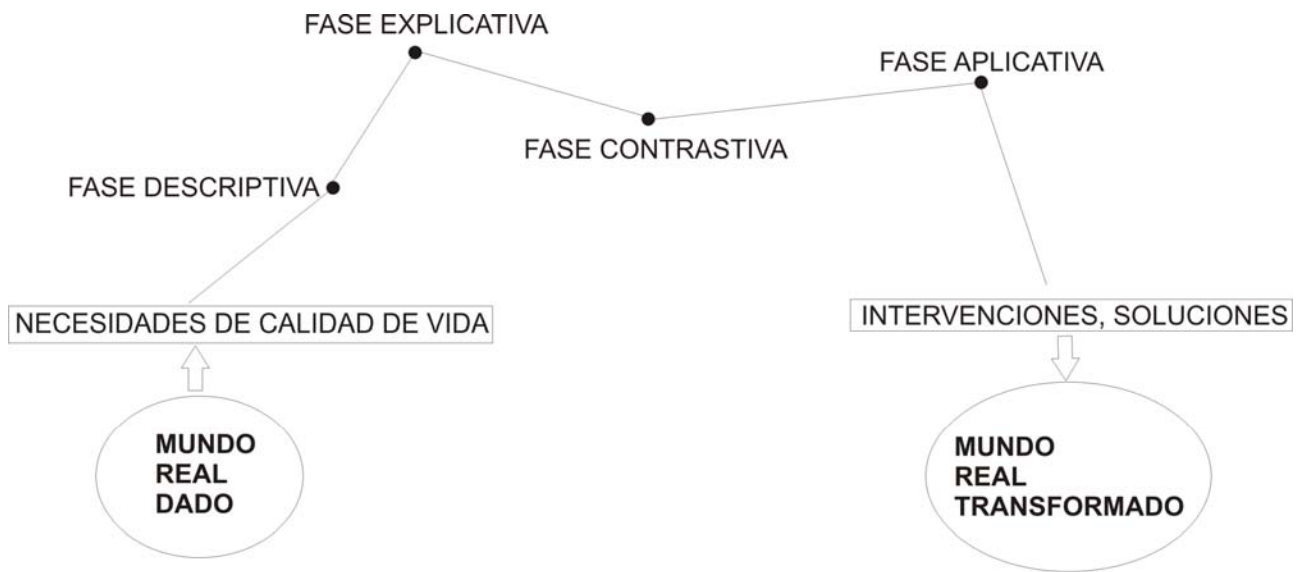 FASE EXPLICATIVA
FASE APLICATIVA
FASE CONTRASTIVA
FASE DESCRIPTIVA
NECESIDADES DE CALIDAD DE VIDA
INTERVENCIONES, SOLUCIONES
MUNDO
REAL
DADO
MUNDO
REAL
TRANSFORMADO